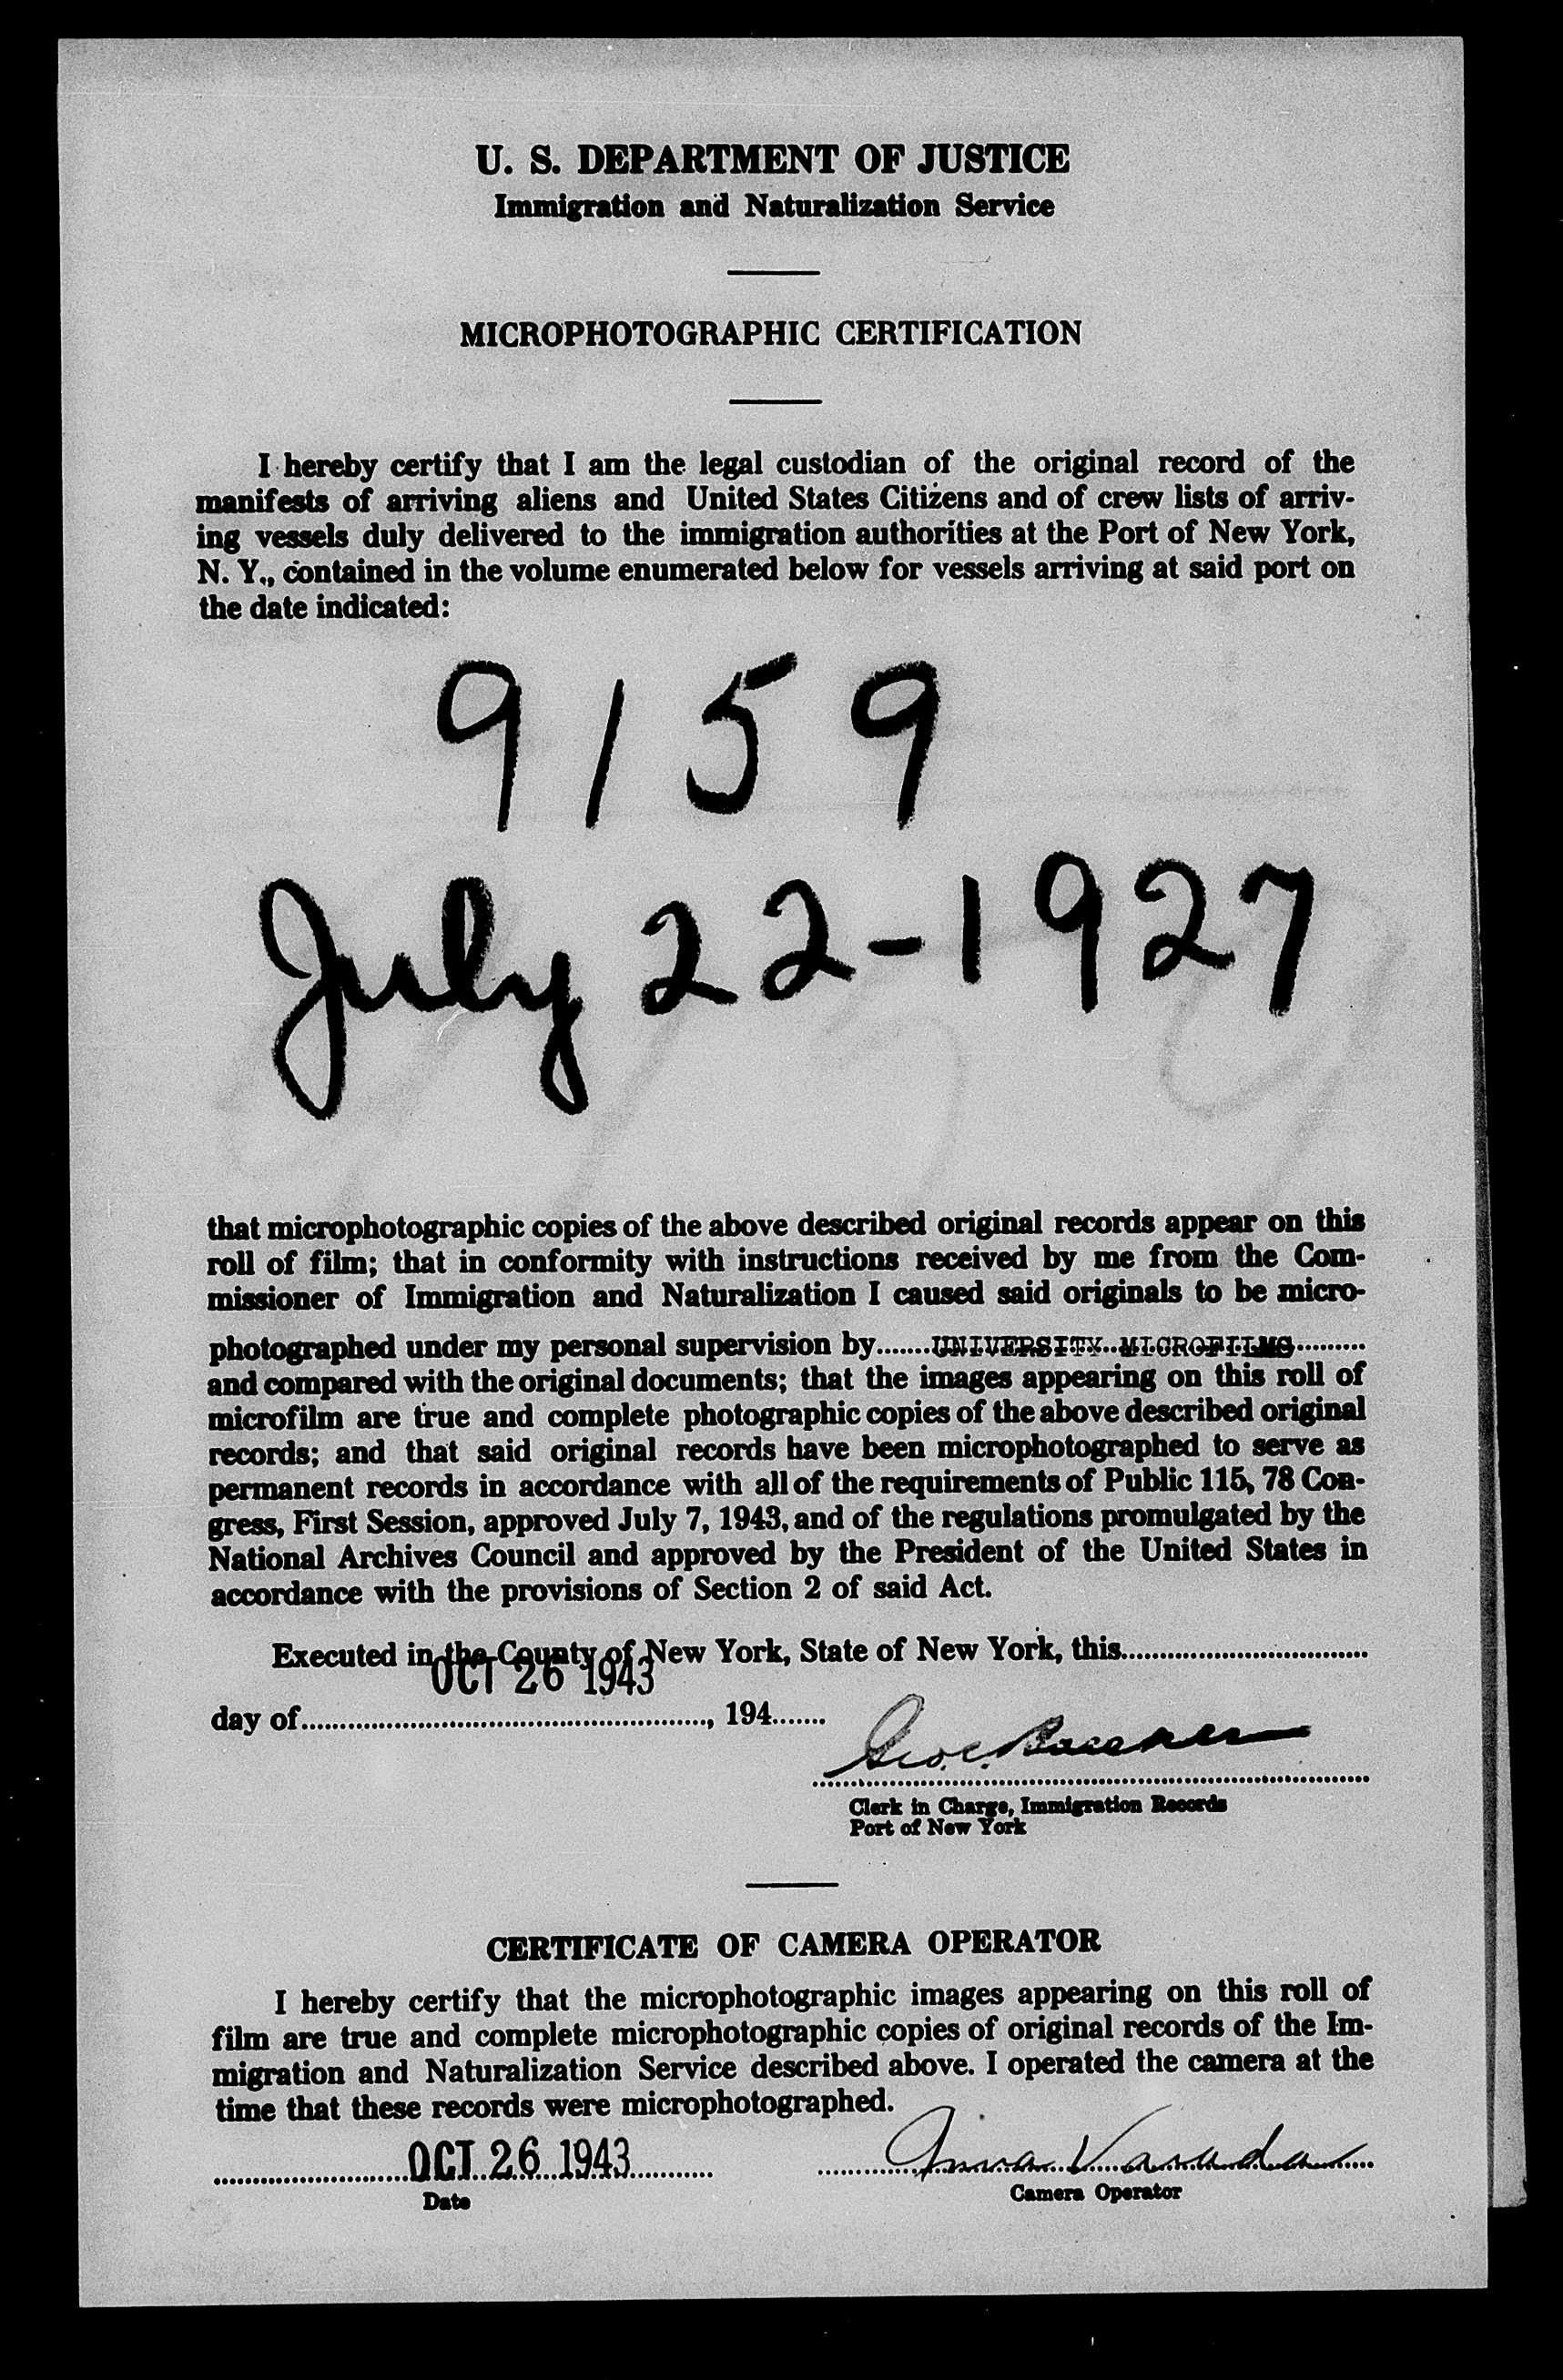 U. S. DEPARTMENT OF JUSTICE
Immigration and Naturalization Service
MICROPHOTOGRAPHIC CERTIFICATION
I hereby certify that I am the legal custodian of the original record of the
manifests of arriving aliens and United States Citizens and of crew lists of arriv-
ing vessels duly delivered to the immigration authorities at the Port of New York,
N. Y., contained in the volume enumerated below for vessels arriving at said port on
the date indicated:
9159
July 22-1927
that microphotographic copies of the above described original records appear on this
roll of film; that in conformity with instructions received by me from the Com-
missioner of Immigration and Naturalization I caused said originals to be micro-
photographed under my personal supervision by UNIVERSITY MICROFILMS
and compared with the original documents; that the images appearing on this roll of
microfilm are true and complete photographic copies of the above described original
records; and that said original records have been microphotographed to serve as
permanent records in accordance with all of the requirements of Public 115, 78 Con-
gress, First Session, approved July 7, 1943, and of the regulations promulgated by the
National Archives Council and approved by the President of the United States in
accordance with the provisions of Section 2 of said Act.
Executed in the County of New York, State of New York, this
OCT 26 1943
day of , 194
Geo. C.
Clerk in Charge, Immigration Records
Port of New York
CERTIFICATE OF CAMERA OPERATOR
I hereby certify that the microphotographic images appearing on this roll of
film are true and complete microphotographic copies of original records of the Im-
migration and Naturalization Service described above. I operated the camera at the
time that these records were microphotographed.
OCT 26 1943
Date
Anna
Camera Operator